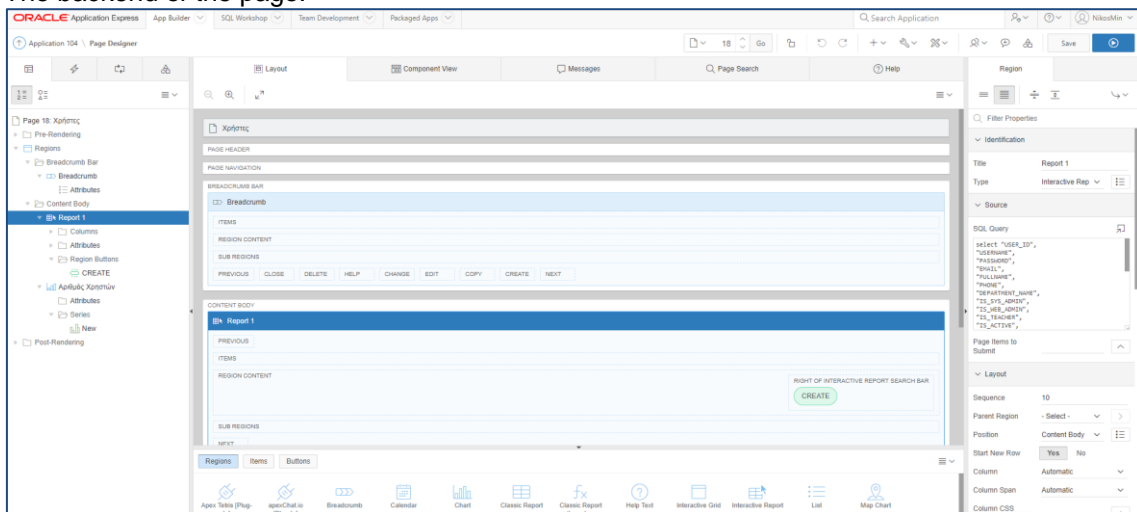 The backend of the page:
ORACLE Application Express App Builder SQL Workshop Team Development Packaged Apps Search Application NikosMin
Application 104 \ Page Designer 18 Go Save
Layout Component View Messages Page Search Help Region
Page 18: Χρήστες
Pre-Rendering
Regions
Breadcrumb Bar
Breadcrumb
Attributes
Content Body
Report 1
Columns
Attributes
Region Buttons
CREATE
Αριθμός Χρηστών
Attributes
Series
New
Post-Rendering
Χρήστες
PAGE HEADER
PAGE NAVIGATION
BREADCRUMB BAR
Breadcrumb
ITEMS
REGION CONTENT
SUB REGIONS
PREVIOUS CLOSE DELETE HELP CHANGE EDIT COPY CREATE NEXT
CONTENT BODY
Report 1
PREVIOUS
ITEMS
REGION CONTENT
RIGHT OF INTERACTIVE REPORT SEARCH BAR
CREATE
SUB REGIONS
NEXT
Regions Items Buttons
Apex Tekta [Plug- apexChat.io Breadcrumb Calendar Chart Classic Report Classic Report Help Text Interactive Grid Interactive Report List Map Chart
Filter Properties
Identification
Title Report 1
Type Interactive Rep
Source
SQL Query
select "USER_ID",
"USERNAME",
"PASSWORD",
"EMAIL",
"FULLNAME",
"PHONE",
"DEPARTMENT_NAME",
"IS_SYS_ADMIN",
"IS_WEB_ADMIN",
"IS_TEACHER",
"IS_ACTIVE",
Page Items to
Submit
Layout
Sequence 10
Parent Region - Select -
Position Content Body
Start New Row Yes No
Column Automatic
Column Span Automatic
Column CSS